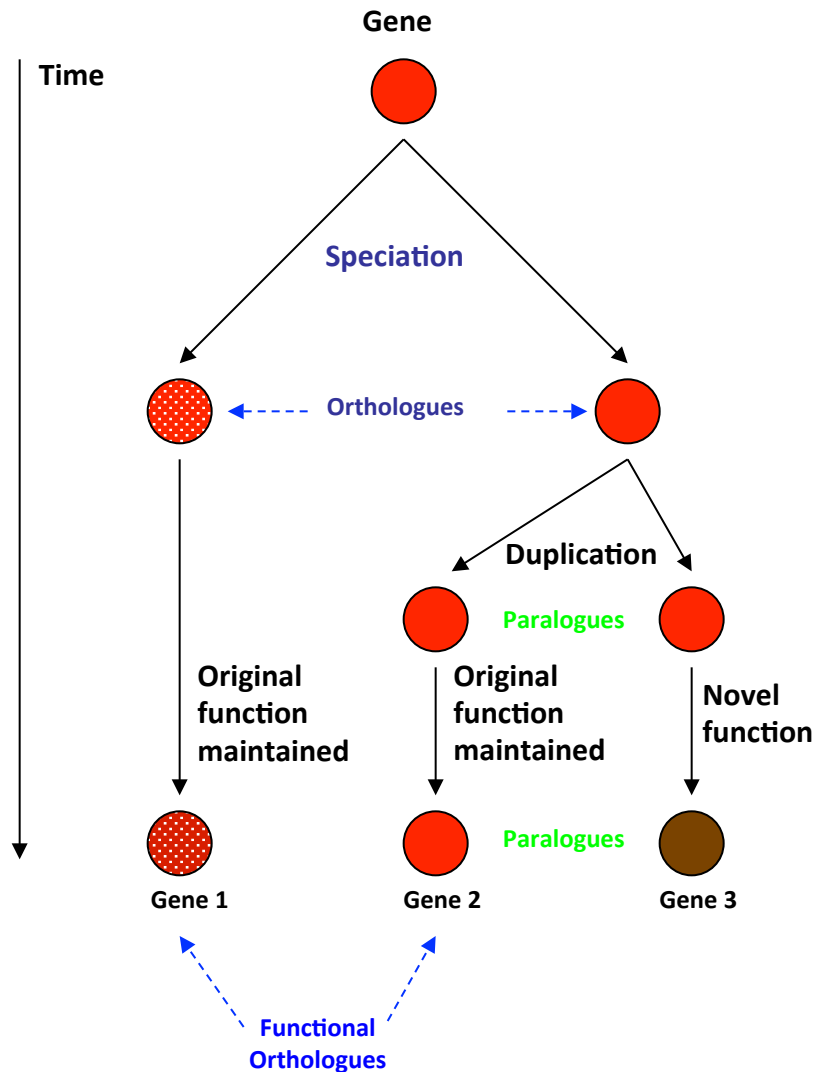 Gene
Time
Speciation
Orthologues
Duplication
Paralogues
Original
function
maintained
Original
function
maintained
Novel
function
Paralogues
Gene 1
Gene 2
Gene 3
Functional
Orthologues